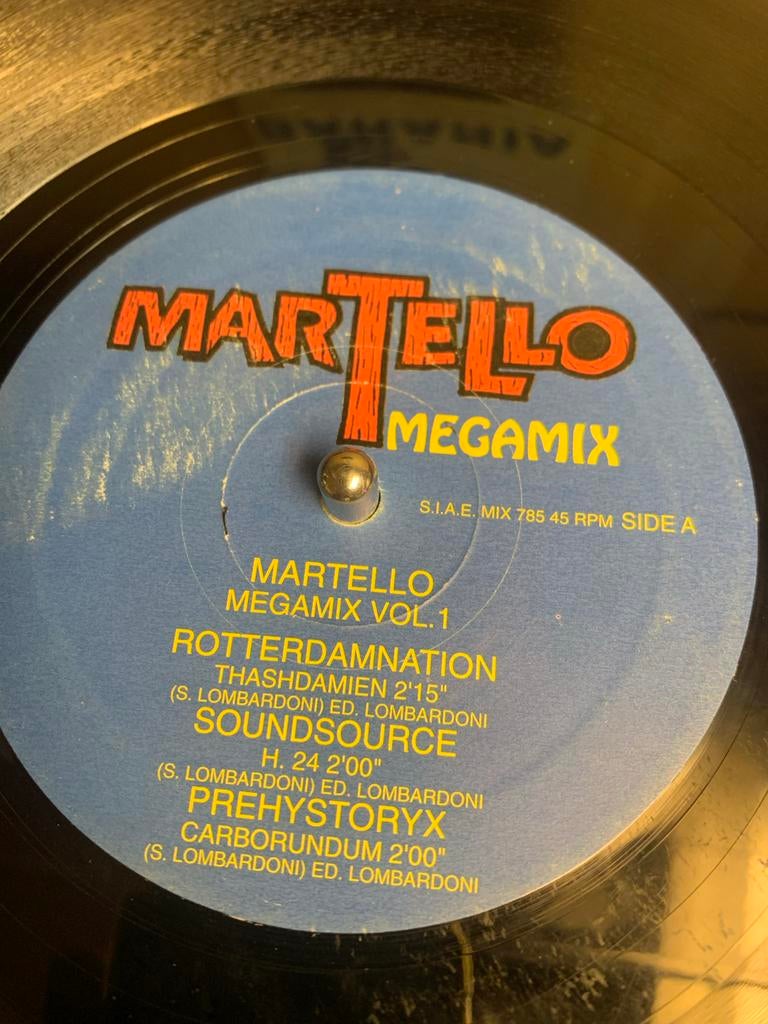 MARTELLO
MEGAMIX
S.I.A.E. MIX 785 45 RPM SIDE A
MARTELLO
MEGAMIX VOL.1
ROTTERDAMNATION
THASHDAMIEN 2'15"
(S. LOMBARDONI) ED. LOMBARDONI
SOUNDSOURCE
H. 24 2'00"
(S. LOMBARDONI) ED. LOMBARDONI
PREHYSTORYX
CARBORUNDUM 2'00"
(S. LOMBARDONI) ED. LOMBARDONI